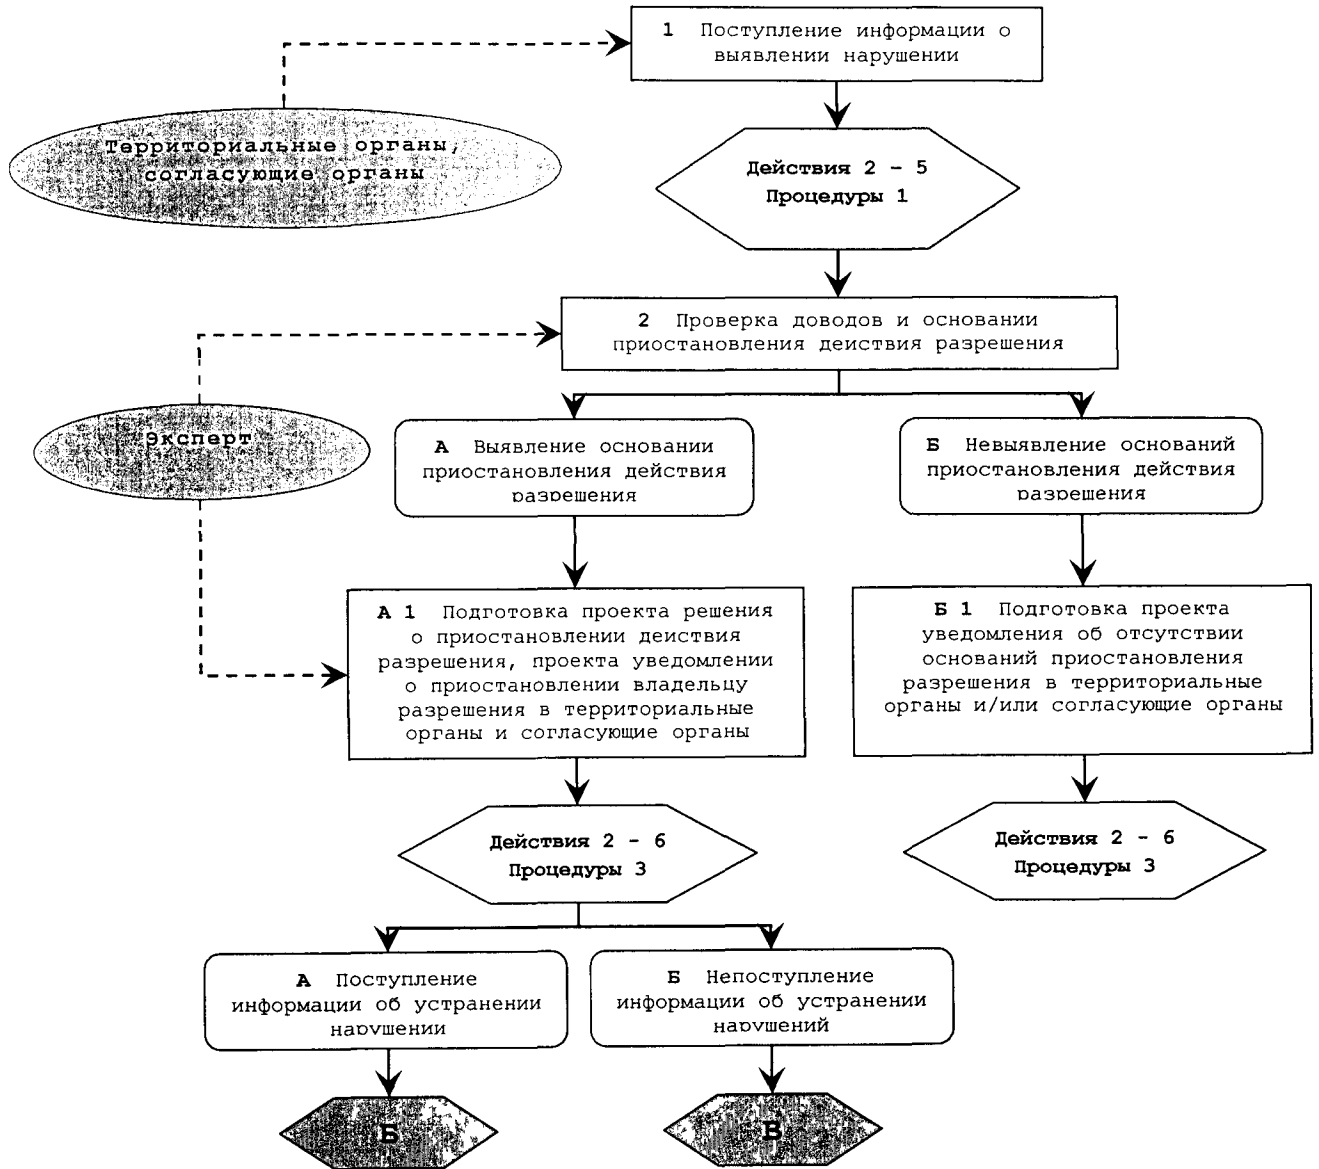 1 Поступление информации о
выявлении нарушении
Территориальные органы,
согласующие органы
Действия 2 - 5
Процедуры 1
2 Проверка доводов и основании
приостановления деиствия разрешения
Эксперт
А Выявление основании
приостановления действия
разрешения
Б Невыявление оснований
приостановления действия
разрешения
А 1 Подготовка проекта решения
о приостановлении деиствия
разрешения, проекта уведомлении
о приостановлении владельцу
разрешения в территориальные
органы и согласующие органы
Б 1 Подготовка проекта
уведомления об отсутствии
оснований приостановления
разрешения в территориальные
органы и/или согласующие органы
Действия 2 - 6
Процедуры 3
Действия 2 - 6
Процедуры 3
А Поступление
информации об устранении
нарушении
Б Непоступление
информации об устранении
нарушений
Б
В